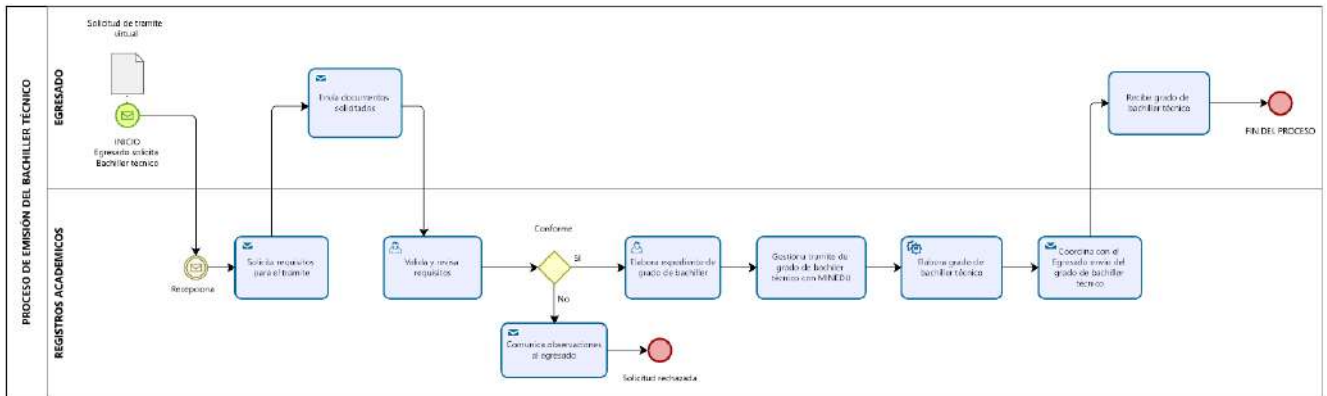 PROCESO DE EMISIÓN DEL BACHILLER TÉCNICO
EGRESADO
Solicitud de tramite
virtual
INICIO
Egresado solicita
Bachiller tecnico
Envía documentos
solicitados
Recibe grado de
bachiller técnico
FIN DEL PROCESO
REGISTROS ACADEMICOS
Recepciona
Solicita requisitos
para el tramite
Valida y revisa
requisitos
Conforme
Si
No
Elabora expediente de
grado de bachiller
Gestiona tramite de
grado de bachiller
técnico con MINEDU
Elabora grado de
bachiller técnico
Coordina con el
Egresado envio del
grado de bachiller
técnico
Comunica observaciones
al egresado
Solicitud rechazada